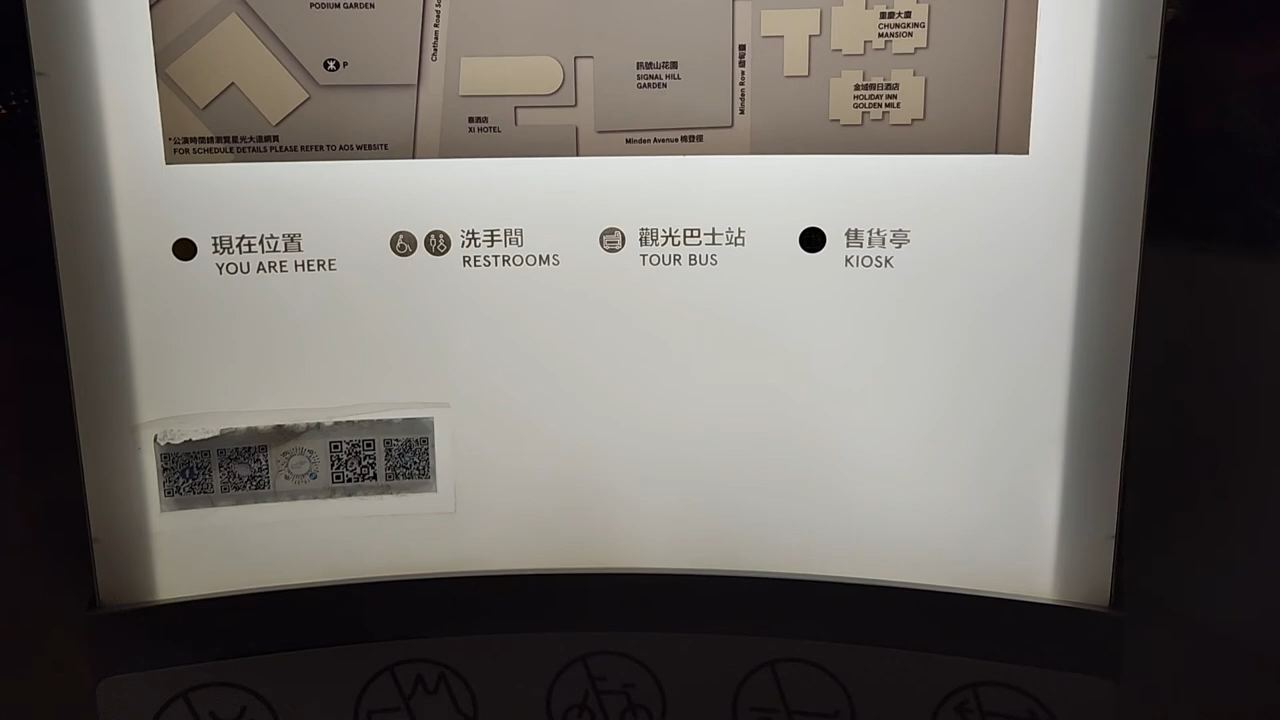 PODIUM GARDEN
P
*公演時間請瀏覽星光大道網頁
FOR SCHEDULE DETAILS PLEASE REFER TO AOS WEBSITE
Chatham Road So
喜酒店
XI HOTEL
訊號山花園
SIGNAL HILL
GARDEN
Minden Avenue 棉登徑
Minden Row 緬甸臺
重慶大廈
CHUNGKING
MANSION
金域假日酒店
HOLIDAY INN
GOLDEN MILE
現在位置
YOU ARE HERE
洗手間
RESTROOMS
觀光巴士站
TOUR BUS
售貨亭
KIOSK